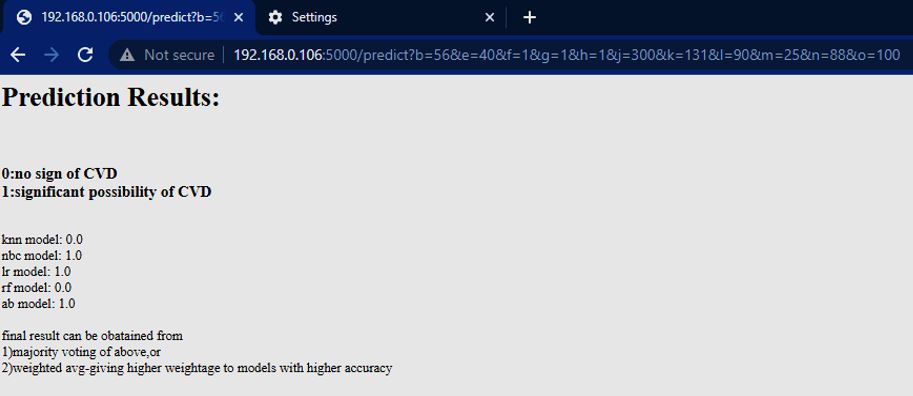 192.168.0.106:5000/predict?b=56
Settings
Not secure
192.168.0.106:5000/predict?b=56&e=40&f=1&g=1&h=1&j=300&k=131&l=90&m=25&n=88&o=100
Prediction Results:
0:no sign of CVD
1:significant possibility of CVD
knn model: 0.0
nbc model: 1.0
lr model: 1.0
rf model: 0.0
ab model: 1.0
final result can be obatained from
1)majority voting of above,or
2)weighted avg-giving higher weightage to models with higher accuracy